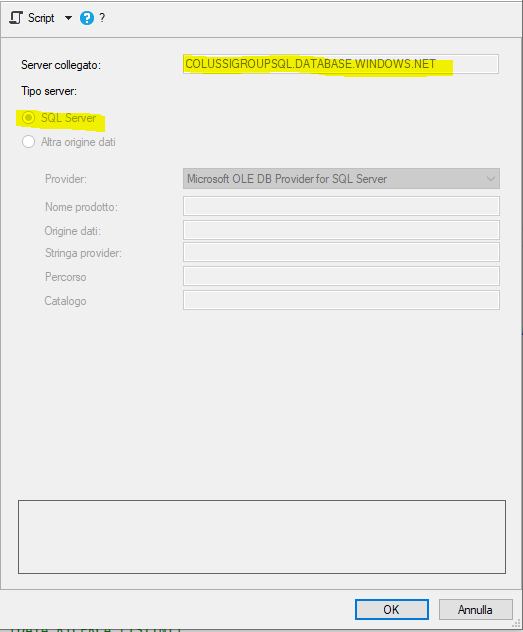 Script ? ?
Server collegato: COLUSSIGROUPSQL.DATABASE.WINDOWS.NET
Tipo server:
SQL Server
Altra origine dati
Provider: Microsoft OLE DB Provider for SQL Server
Nome prodotto:
Origine dati:
Stringa provider:
Percorso
Catalogo
OK Annulla